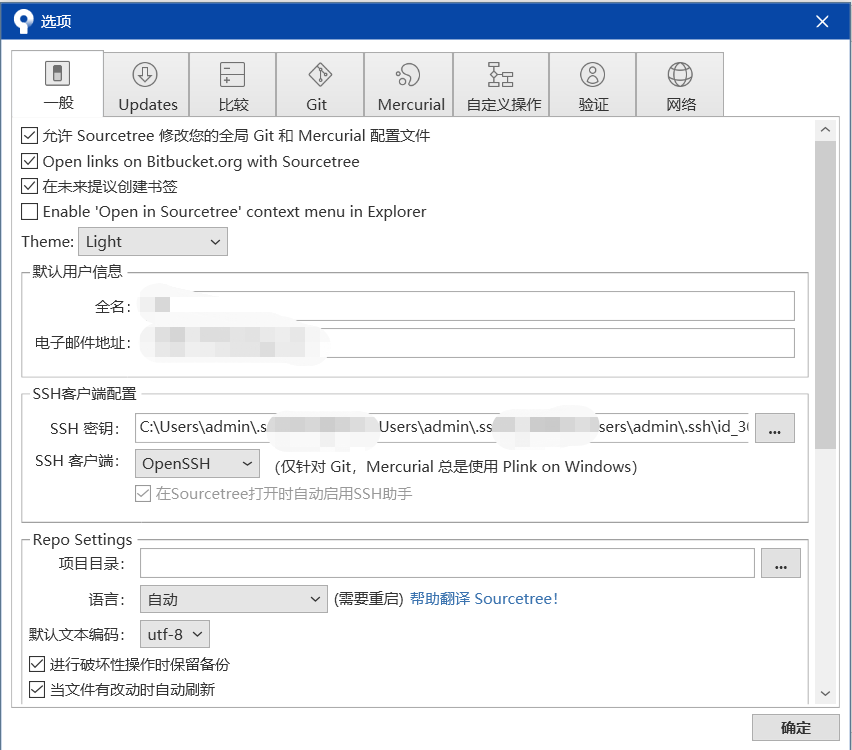 选项
一般 Updates 比较 Git Mercurial 自定义操作 验证 网络
允许 Sourcetree 修改您的全局 Git 和 Mercurial 配置文件
Open links on Bitbucket.org with Sourcetree
在未来提议创建书签
Enable 'Open in Sourcetree' context menu in Explorer
Theme: Light
默认用户信息
全名:
电子邮件地址:
SSH客户端配置
SSH 密钥: C:\Users\admin\.s Users\admin\.ss sers\admin\.ssh\id_30 ...
SSH 客户端: OpenSSH (仅针对 Git，Mercurial 总是使用 Plink on Windows)
在Sourcetree打开时自动启用SSH助手
Repo Settings
项目目录: ...
语言: 自动 (需要重启) 帮助翻译 Sourcetree!
默认文本编码: utf-8
进行破坏性操作时保留备份
当文件有改动时自动刷新
确定